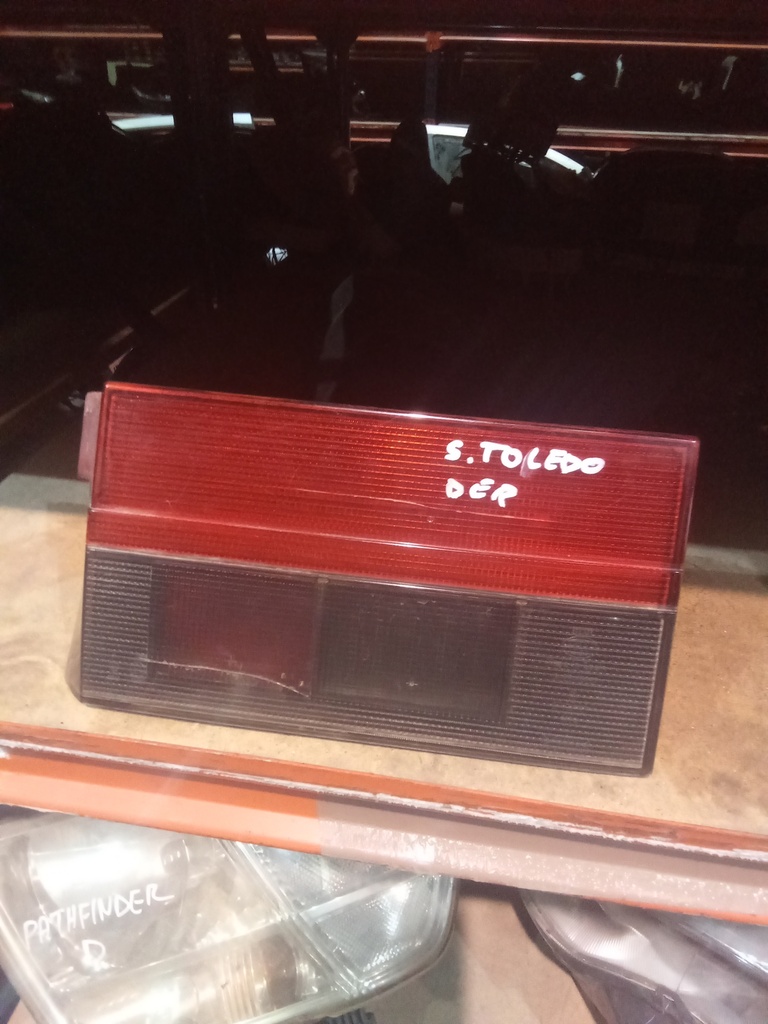 S. TOLEDO
DER
PATHFINDER
D